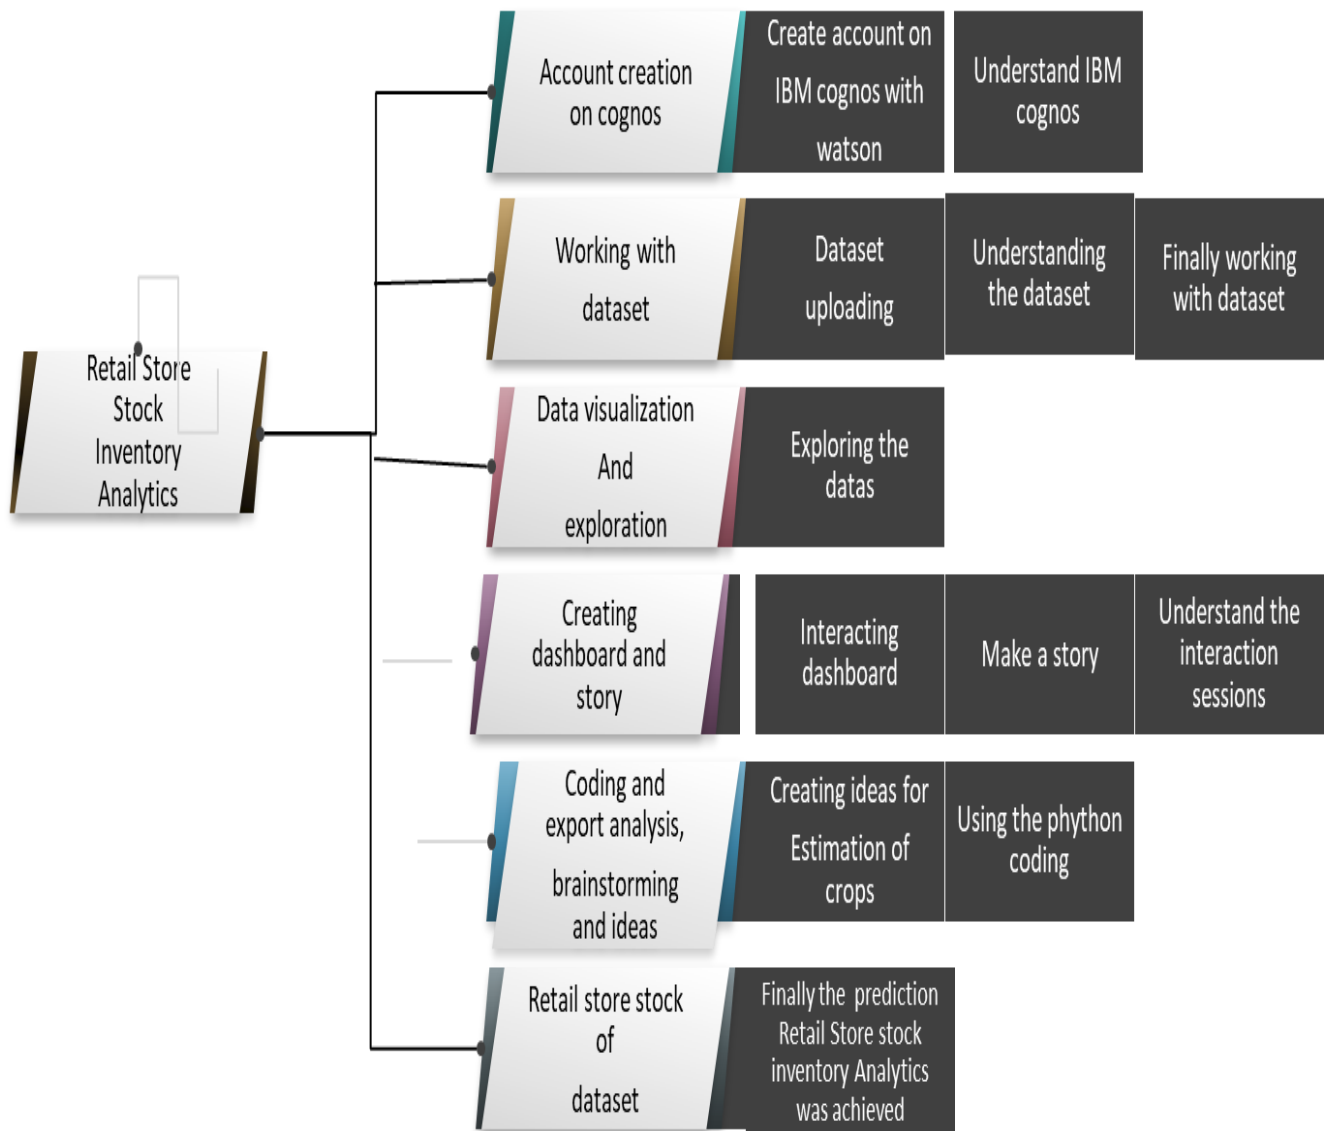 Retail Store
Stock
Inventory
Analytics
Account creation
on cognos
Create account on
IBM cognos with
watson
Understand IBM
cognos
Working with
dataset
Dataset
uploading
Understanding
the dataset
Finally working
with dataset
Data visualization
And
exploration
Exploring the
datas
Creating
dashboard and
story
Interacting
dashboard
Make a story
Understand the
interaction
sessions
Coding and
export analysis,
brainstorming
and ideas
Creating ideas for
Estimation of
crops
Using the phython
coding
Retail store stock
of
dataset
Finally the prediction
Retail Store stock
inventory Analytics
was achieved